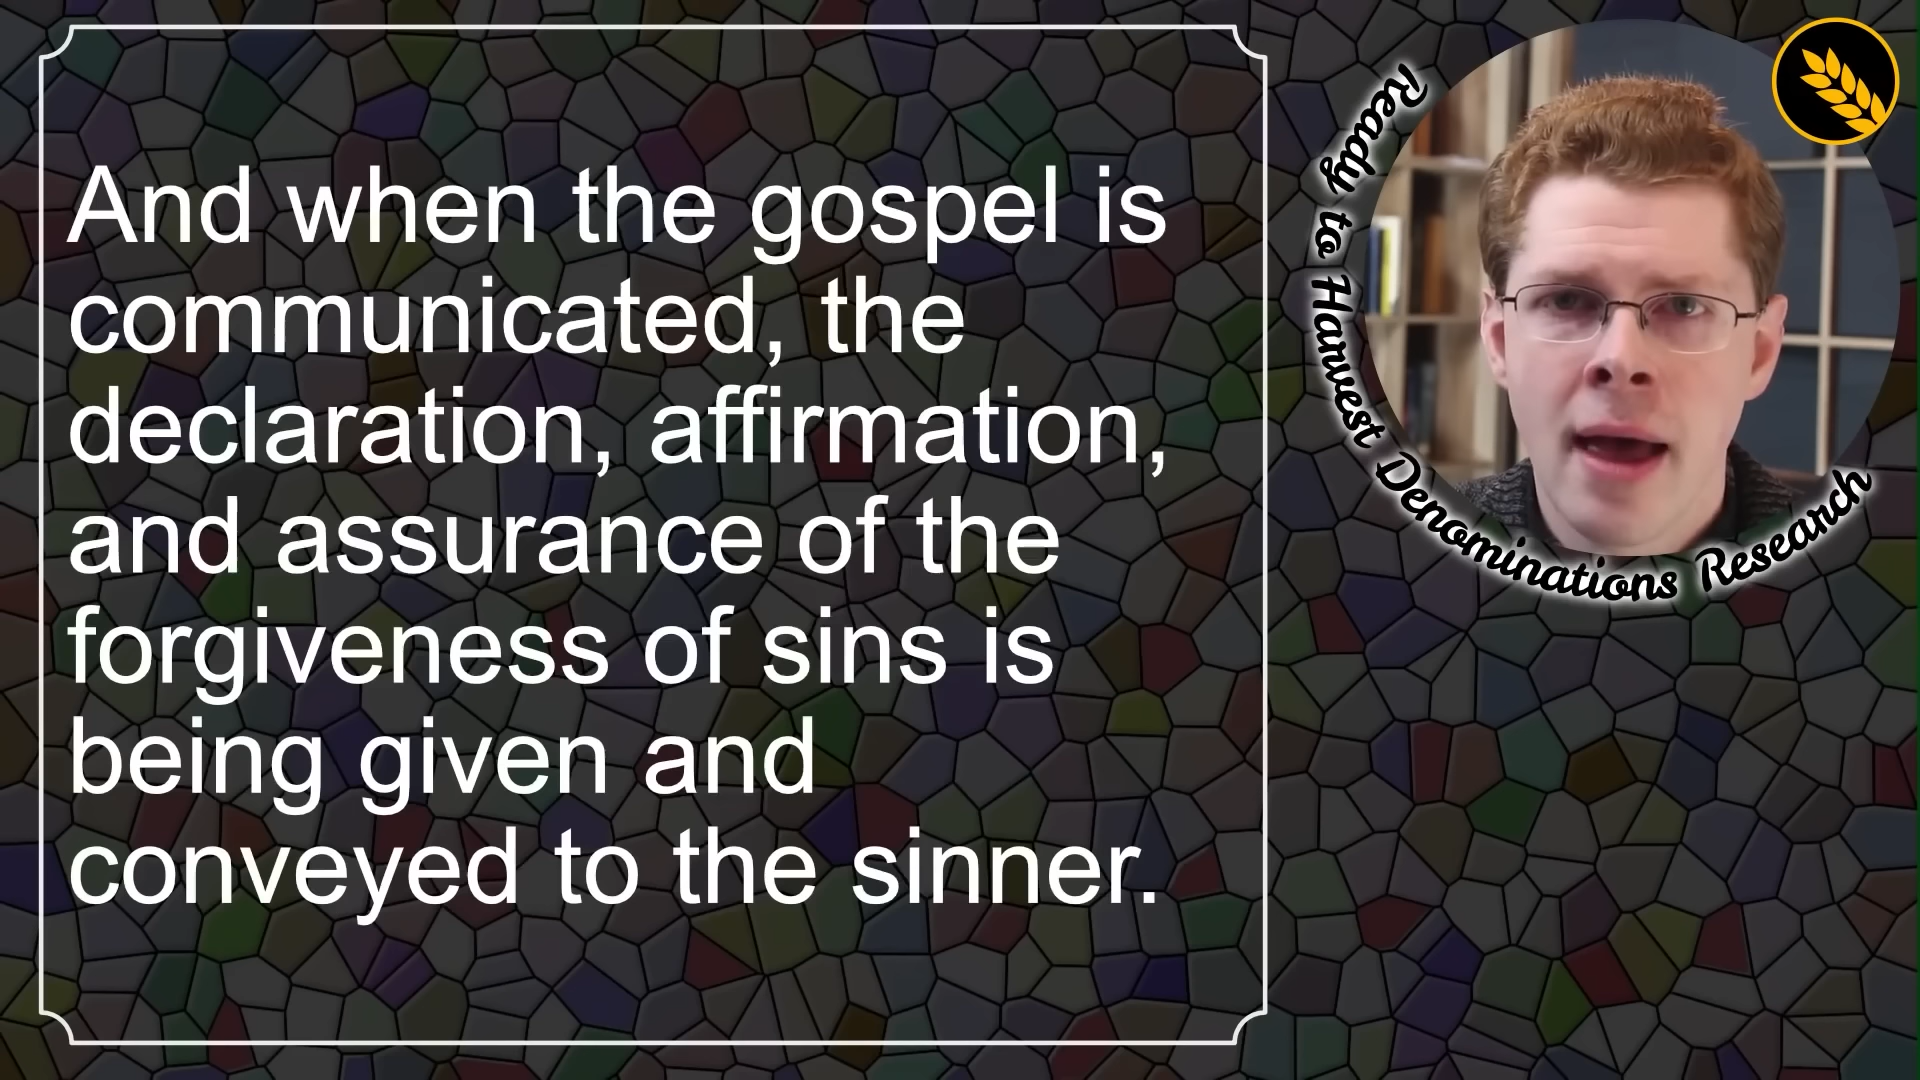 And when the gospel is
communicated, the
declaration, affirmation,
and assurance of the
forgiveness of sins is
being given and
conveyed to the sinner.
Ready to Harvest Denominations Research